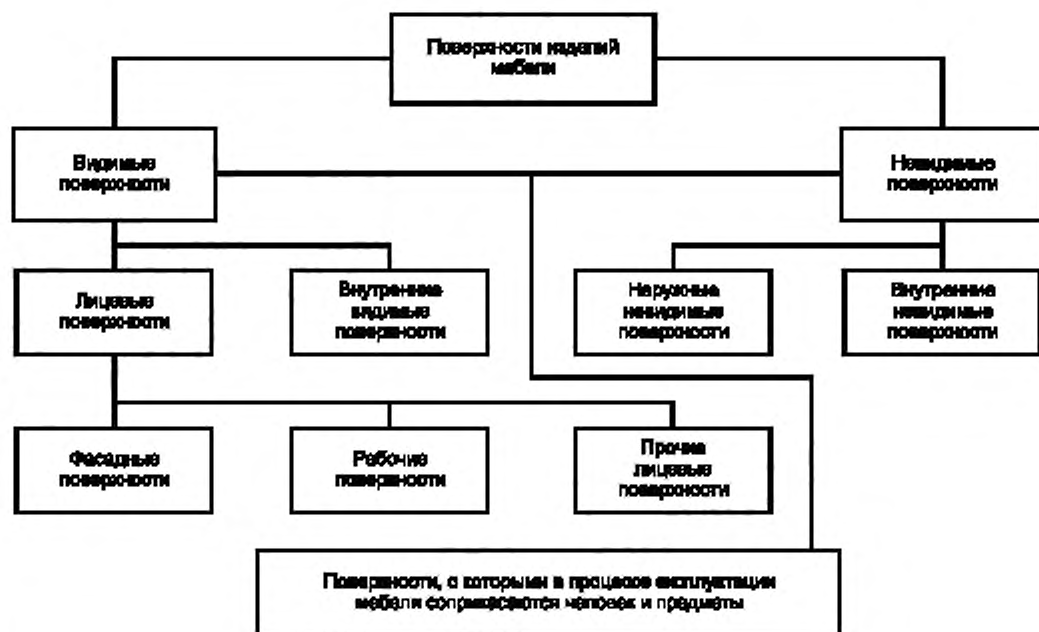 Поверхности изделий
мебели
Видимые
поверхности
Невидимые
поверхности
Лицевые
поверхности
Внутренние
видимые
поверхности
Наружные
невидимые
поверхности
Внутренние
невидимые
поверхности
Фасадные
поверхности
Рабочие
поверхности
Прочие
лицевые
поверхности
Поверхности, с которыми в процессе эксплуатации
мебели соприкасаются человек и предметы